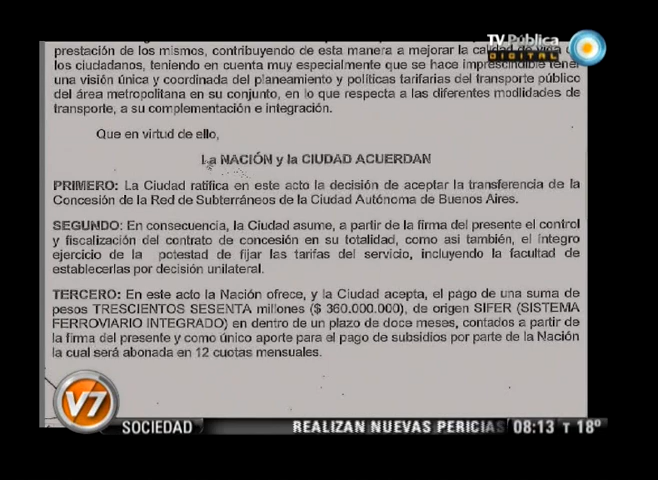 TV Pública
DIGITAL
prestación de los mismos, contribuyendo de esta manera a mejorar la calidad de vida
los ciudadanos, teniendo en cuenta muy especialmente que se hace imprescindible tener
una visión única y coordinada del planeamiento y políticas tarifarias del transporte público
del área metropolitana en su conjunto, en lo que respecta a las diferentes modlidades de
transporte, a su complementación e integración.
Que en virtud de ello,
La NACIÓN y la CIUDAD ACUERDAN
PRIMERO: La Ciudad ratifica en este acto la decisión de aceptar la transferencia de la
Concesión de la Red de Subterráneos de la Ciudad Autónoma de Buenos Aires.
SEGUNDO: En consecuencia, la Ciudad asume, a partir de la firma del presente el control
y fiscalización del contrato de concesión en su totalidad, como asi también, el íntegro
ejercicio de la potestad de fijar las tarifas del servicio, incluyendo la facultad de
establecerlas por decisión unilateral.
TERCERO: En este acto la Nación ofrece, y la Ciudad acepta, el pago de una suma de
pesos TRESCIENTOS SESENTA millones ($ 360.000.000), de origen SIFER (SISTEMA
FERROVIARIO INTEGRADO) en dentro de un plazo de doce meses, contados a partir de
la firma del presente y como único aporte para el pago de subsidios por parte de la Nación
la cual será abonada en 12 cuotas mensuales.
V7
SOCIEDAD
REALIZAN NUEVAS PERICIAS
08:13 T 18º